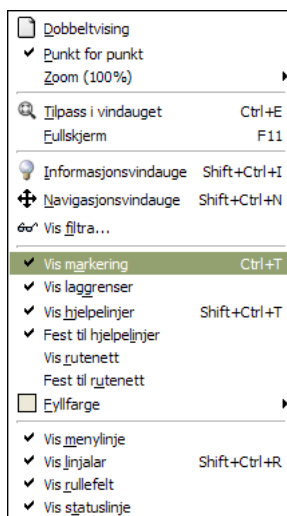 Dobbeltvising
Punkt for punkt
Zoom (100%)
Tilpass i vindauget Ctrl+E
Fullskjerm F11
Informasjonsvindauge Shift+Ctrl+I
Navigasjonsvindauge Shift+Ctrl+N
Vis filtra...
Vis markering Ctrl+T
Vis laggrenser
Vis hjelpelinjer Shift+Ctrl+T
Fest til hjelpelinjer
Vis rutenett
Fest til rutenett
Fyllfarge
Vis menylinje
Vis linjalar Shift+Ctrl+R
Vis rullefelt
Vis statuslinje